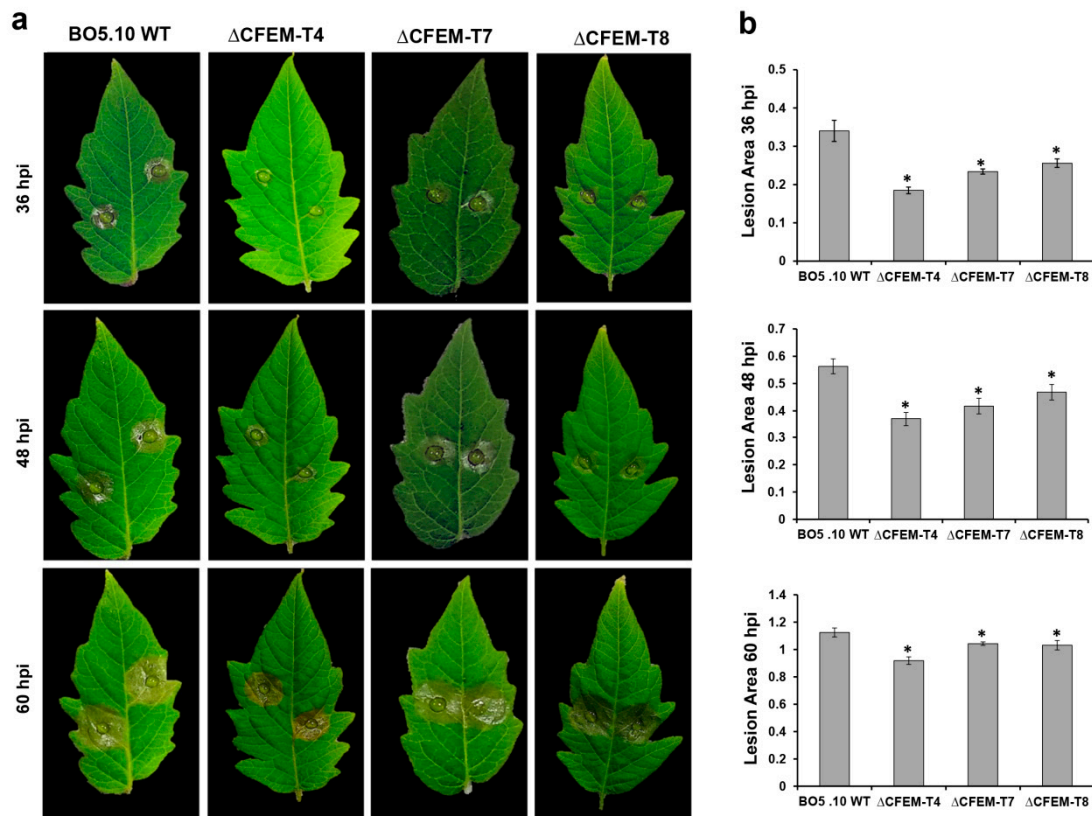 a
BO5.10 WT ΔCFEM-T4 ΔCFEM-T7 ΔCFEM-T8
36 hpi
48 hpi
60 hpi
b
Lesion Area 36 hpi
0.5
0.4
0.3
0.2
0.1
0
* * *
BO5 .10 WT ΔCFEM-T4 ΔCFEM-T7 ΔCFEM-T8
Lesion Area 48 hpi
0.7
0.6
0.5
0.4
0.3
0.2
0.1
0
* * *
BO5 .10 WT ΔCFEM-T4 ΔCFEM-T7 ΔCFEM-T8
Lesion Area 60 hpi
1.4
1.2
1
0.8
0.6
0.4
0.2
0
* * *
BO5 .10 WT ΔCFEM-T4 ΔCFEM-T7 ΔCFEM-T8